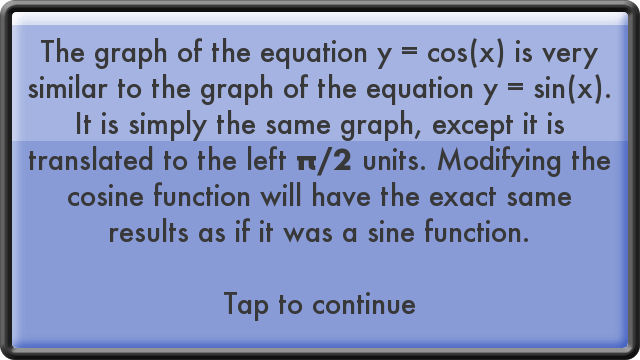 The graph of the equation y = cos(x) is very
similar to the graph of the equation y = sin(x).
It is simply the same graph, except it is
translated to the left π/2 units. Modifying the
cosine function will have the exact same
results as if it was a sine function.
Tap to continue